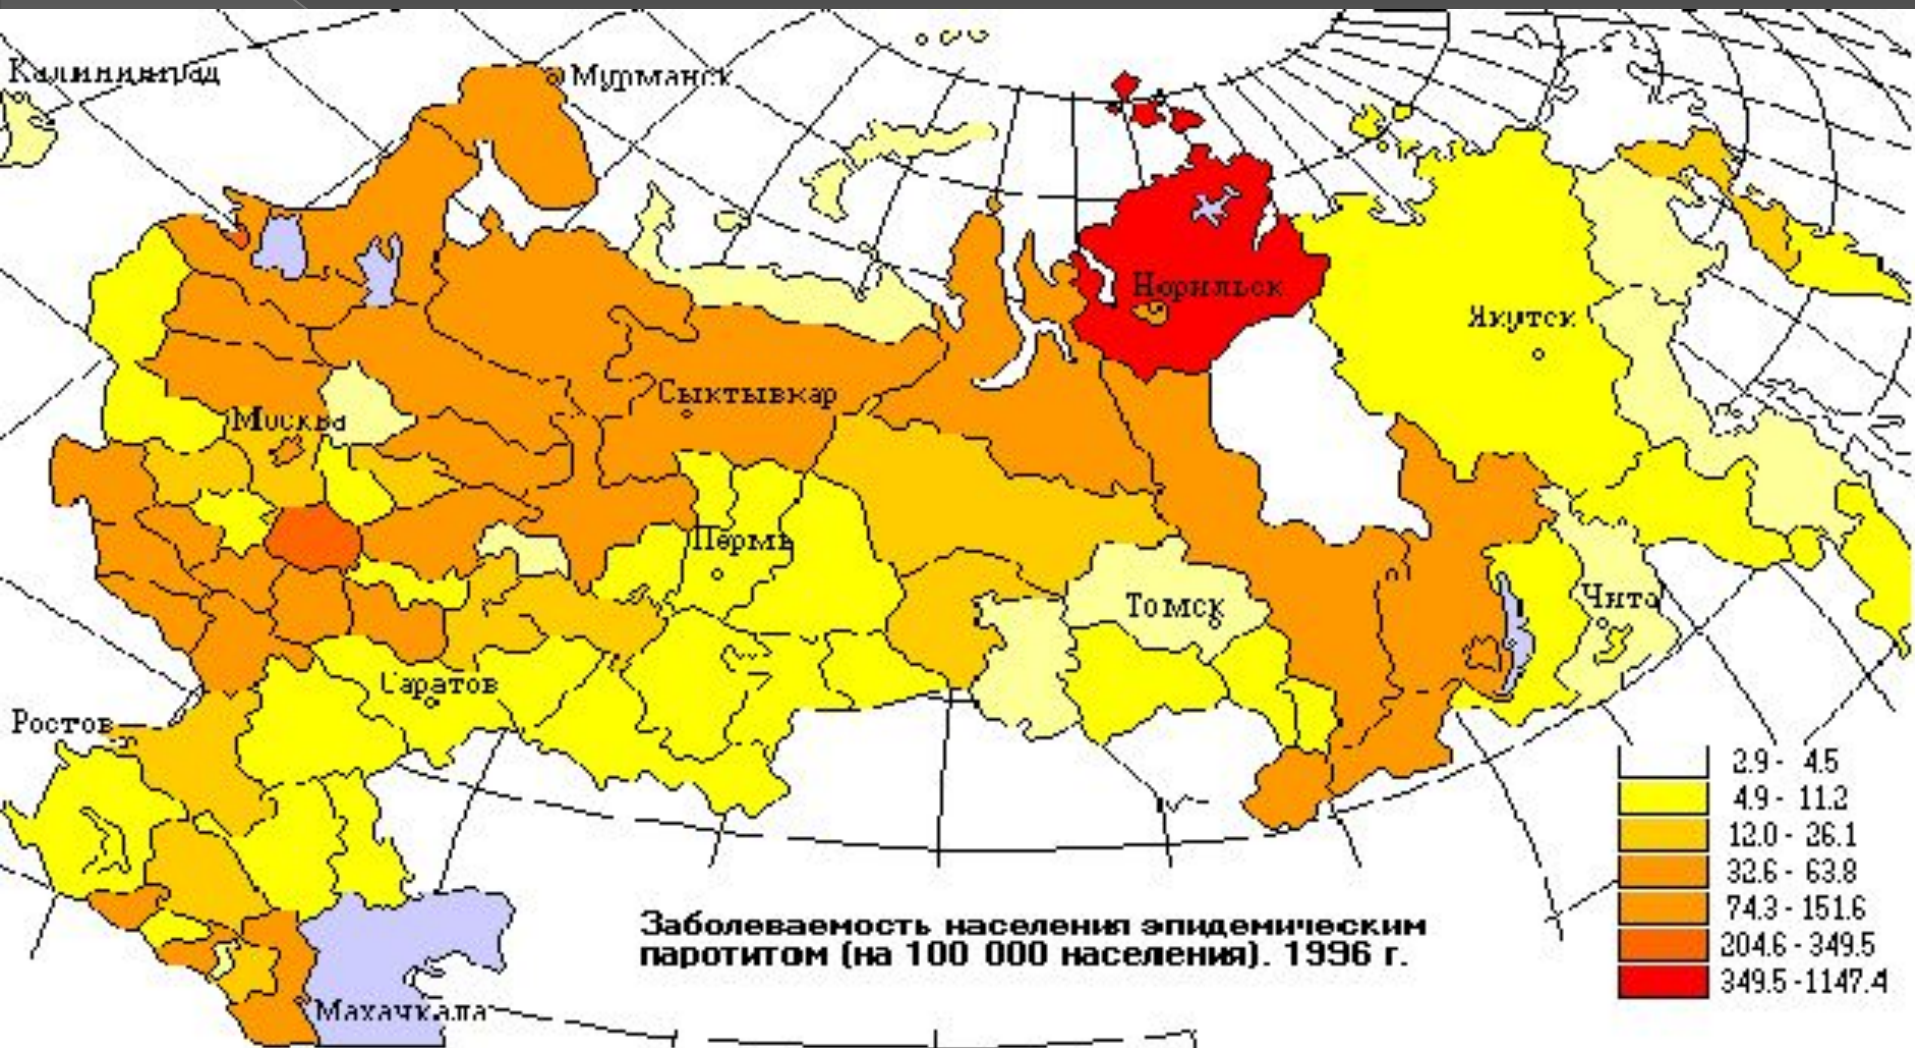 Калининград
Мурманск
Норильск
Якутск
Сыктывкар
Москва
Пермь
Томск
Чита
Саратов
Ростов
2.9 - 4.5
4.9 - 11.2
12.0 - 26.1
32.6 - 63.8
74.3 - 151.6
204.6 - 349.5
349.5 - 1147.4
Заболеваемость населения эпидемическим
паротитом (на 100 000 населения). 1996 г.
Махачкала